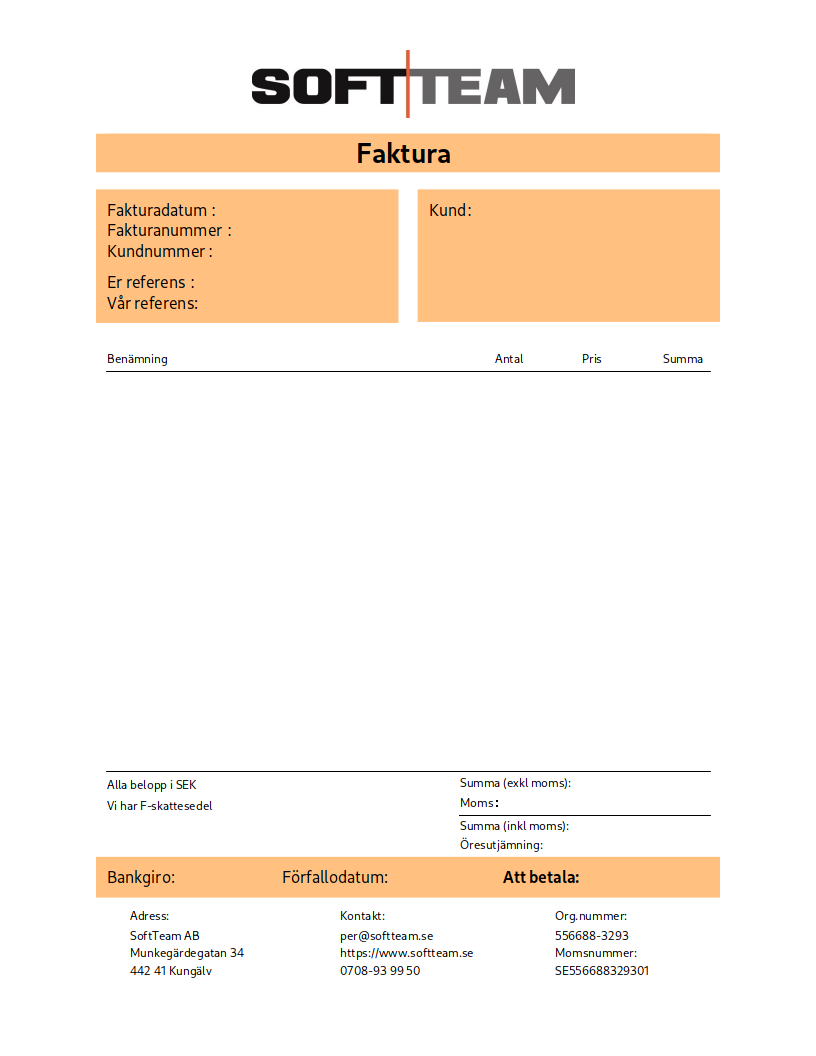 SOFTTEAM
Faktura
Fakturadatum :
Fakturanummer :
Kundnummer :
Er referens :
Vår referens:
Kund:
Benämning Antal Pris Summa
Alla belopp i SEK
Vi har F-skattesedel
Summa (exkl moms):
Moms:
Summa (inkl moms):
Öresutjämning:
Bankgiro: Förfallodatum: Att betala:
Adress:
SoftTeam AB
Munkegärdegatan 34
442 41 Kungälv
Kontakt:
per@softteam.se
https://www.softteam.se
0708-93 99 50
Org.nummer:
556688-3293
Momsnummer:
SE556688329301